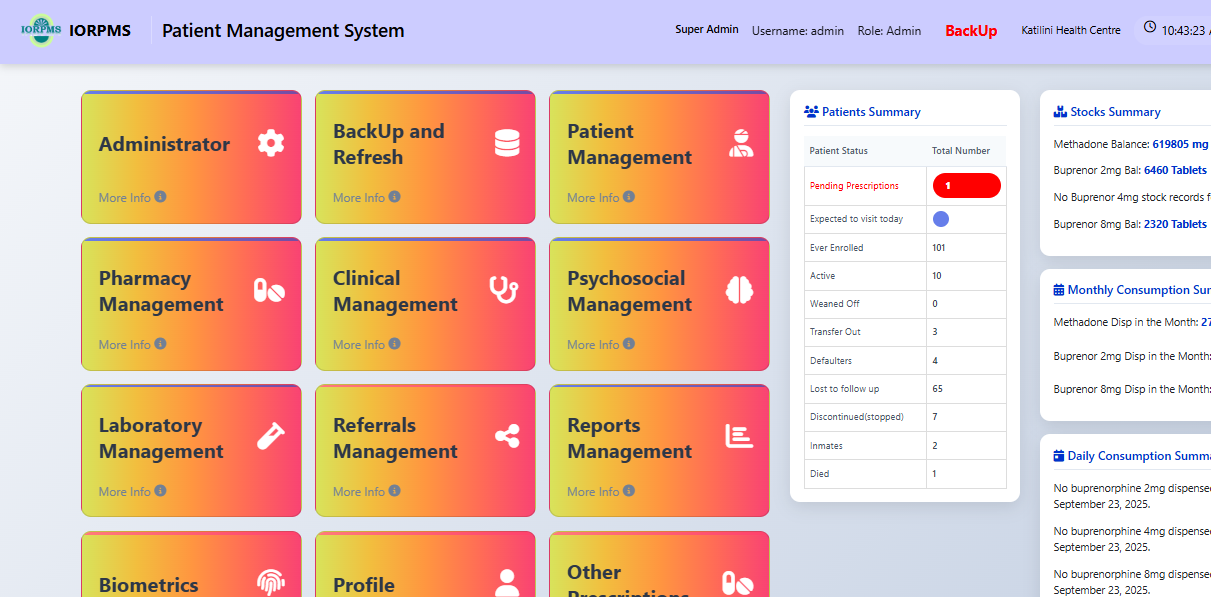 IORPMS
IORPMS
Patient Management System
Super Admin
Username: admin
Role: Admin
BackUp
Katilini Health Centre
10:43:23
Administrator
More Info
BackUp and
Refresh
More Info
Patient
Management
More Info
Pharmacy
Management
More Info
Clinical
Management
More Info
Psychosocial
Management
More Info
Laboratory
Management
More Info
Referrals
Management
More Info
Reports
Management
More Info
Biometrics
Profile
Other
Prescriptions
Patients Summary
Patient Status Total Number
Pending Prescriptions 1
Expected to visit today
Ever Enrolled 101
Active 10
Weaned Off 0
Transfer Out 3
Defaulters 4
Lost to follow up 65
Discontinued(stopped) 7
Inmates 2
Died 1
Stocks Summary
Methadone Balance: 619805 mg
Buprenor 2mg Bal: 6460 Tablets
No Buprenor 4mg stock records f
Buprenor 8mg Bal: 2320 Tablets
Monthly Consumption Sum
Methadone Disp in the Month: 27
Buprenor 2mg Disp in the Month:
Buprenor 8mg Disp in the Month:
Daily Consumption Summa
No buprenorphine 2mg dispensed
September 23, 2025.
No buprenorphine 4mg dispensed
September 23, 2025.
No buprenorphine 8mg dispensed
September 23, 2025.